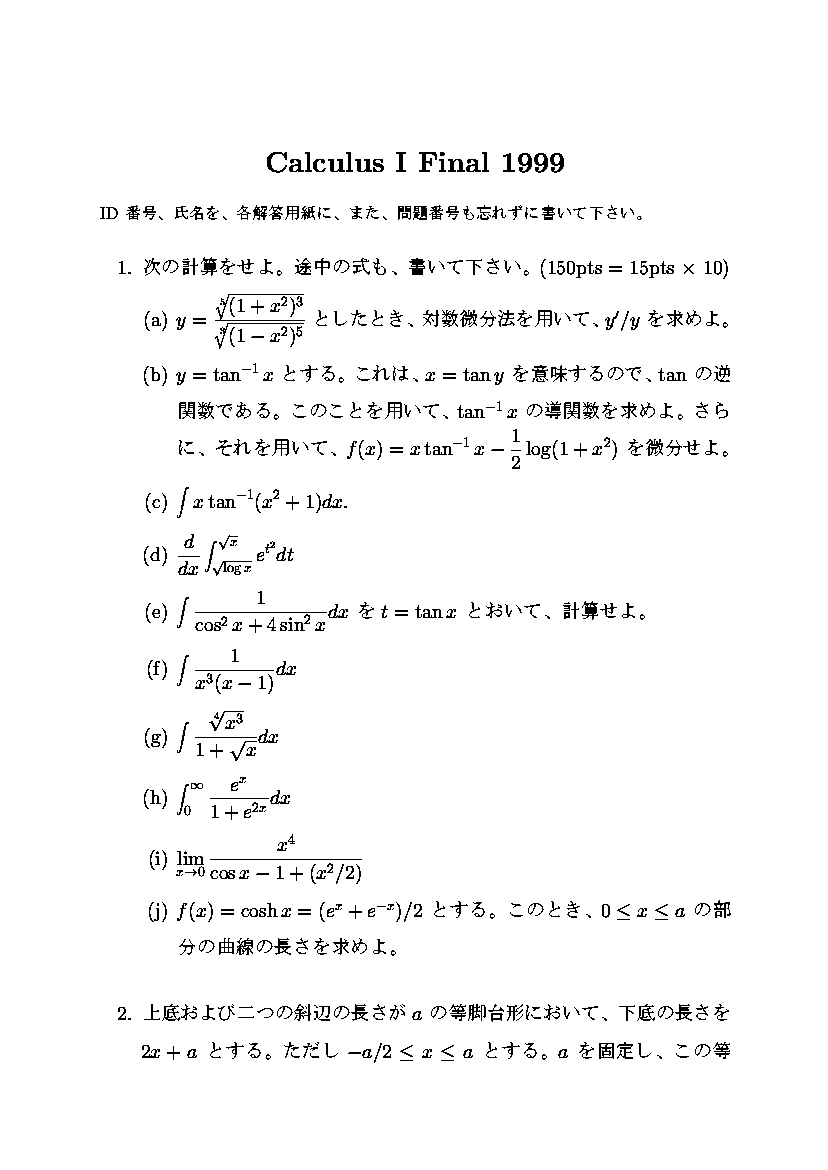 Calculus I Final 1999
ID 番号、氏名を、各解答用紙に、また、問題番号も忘れずに書いて下さい。
1. 次の計算をせよ。途中の式も、書いて下さい。(150pts = 15pts × 10)
(a) $y = \dfrac{\sqrt[5]{(1+x^2)^3}}{\sqrt[3]{(1-x^2)^5}}$ としたとき、対数微分法を用いて、$y'/y$ を求めよ。
(b) $y = \tan^{-1} x$ とする。これは、$x = \tan y$ を意味するので、tan の逆
関数である。このことを用いて、$\tan^{-1} x$ の導関数を求めよ。さら
に、それを用いて、$f(x) = x \tan^{-1} x - \dfrac{1}{2} \log(1 + x^2)$ を微分せよ。
(c) $\int x \tan^{-1}(x^2 + 1)dx.$
(d) $\dfrac{d}{dx} \int_{\sqrt{\log x}}^{\sqrt{x}} e^{t^2} dt$
(e) $\int \dfrac{1}{\cos^2 x + 4 \sin^2 x} dx$ を $t = \tan x$ とおいて、計算せよ。
(f) $\int \dfrac{1}{x^3(x-1)} dx$
(g) $\int \dfrac{\sqrt[4]{x^3}}{1 + \sqrt{x}} dx$
(h) $\int_0^\infty \dfrac{e^x}{1 + e^{2x}} dx$
(i) $\lim_{x \to 0} \dfrac{x^4}{\cos x - 1 + (x^2/2)}$
(j) $f(x) = \cosh x = (e^x + e^{-x})/2$ とする。このとき、$0 \leq x \leq a$ の部
分の曲線の長さを求めよ。
2. 上底および二つの斜辺の長さが $a$ の等脚台形において、下底の長さを
$2x + a$ とする。ただし $-a/2 \leq x \leq a$ とする。$a$ を固定し、この等